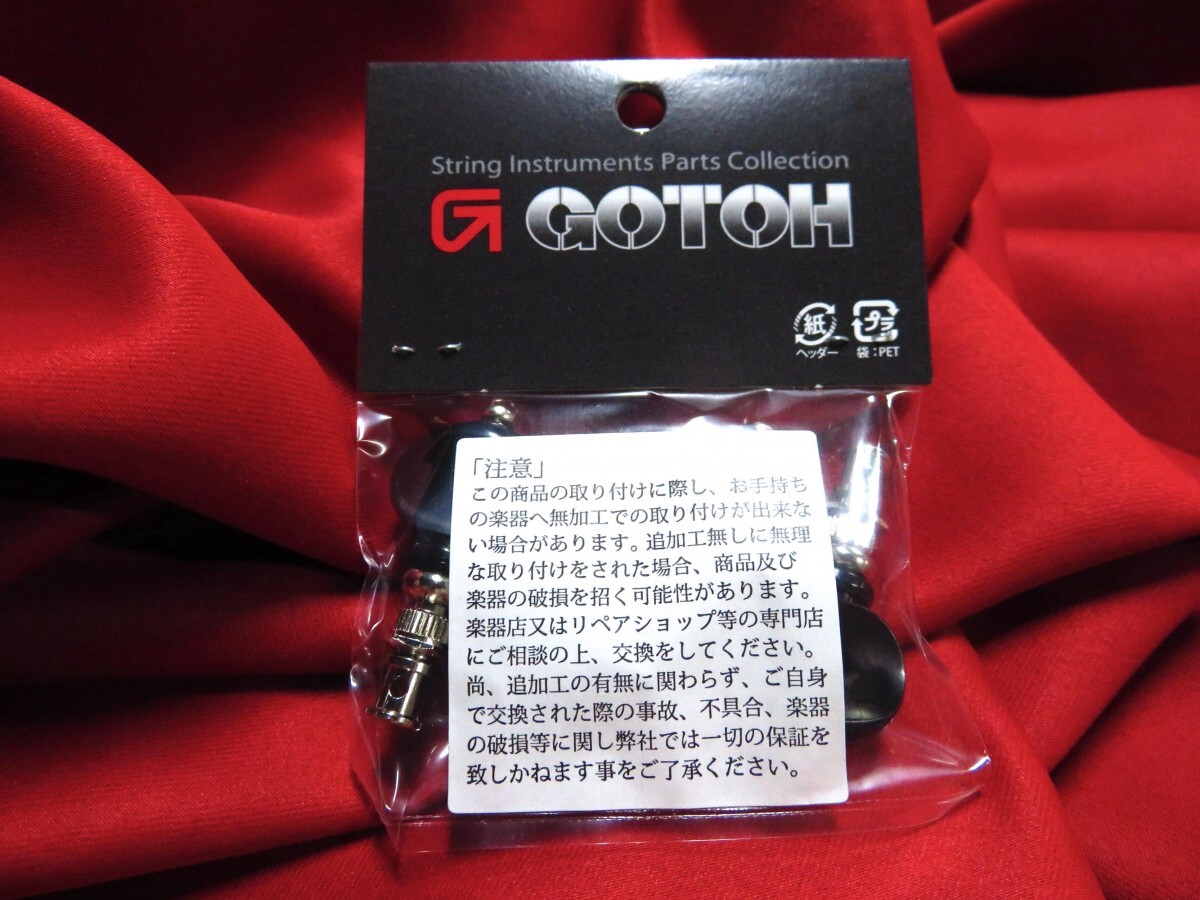 String Instruments Parts Collection
GOTOH
紙 プラ
ヘッダー 袋:PET
「注意」
この商品の取り付けに際し、お手持ち
の楽器へ無加工での取り付けが出来な
い場合があります。追加工無しに無理
な取り付けをされた場合、商品及び
楽器の破損を招く可能性があります。
楽器店又はリペアショップ等の専門店
にご相談の上、交換をしてください。
尚、追加工の有無に関わらず、ご自身
で交換された際の事故、不具合、楽器
の破損等に関し弊社では一切の保証を
致しかねます事をご了承ください。